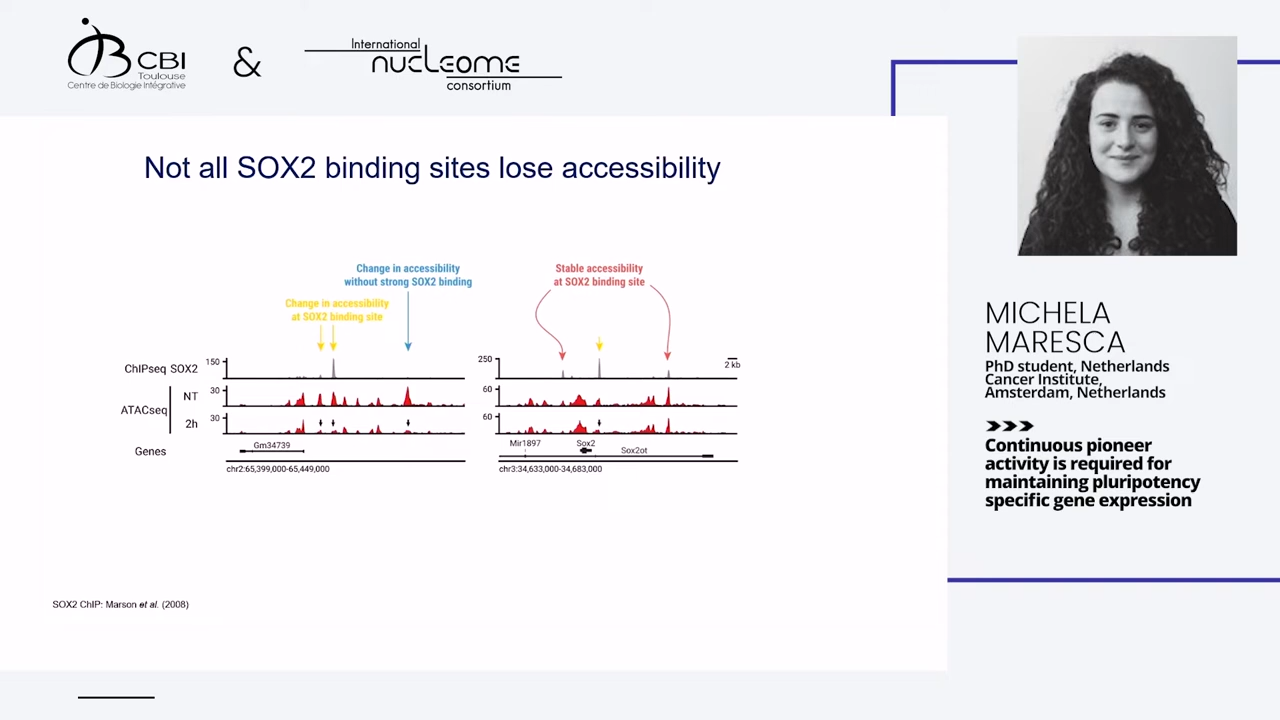 CBI
Toulouse
Centre de Biologie Intégrative
&
International
nucleome
consortium
Not all SOX2 binding sites lose accessibility
Change in accessibility
without strong SOX2 binding
Change in accessibility
at SOX2 binding site
Stable accessibility
at SOX2 binding site
ChIPseq SOX2
150
250
2 kb
ATACseq
NT
30
60
2h
30
60
Genes
Gm34739
Mir1897
Sox2
Sox2ot
chr2:65,399,000-65,449,000
chr3:34,633,000-34,683,000
SOX2 ChIP: Marson et al. (2008)
MICHELA
MARESCA
PhD student, Netherlands
Cancer Institute,
Amsterdam, Netherlands
Continuous pioneer
activity is required for
maintaining pluripotency
specific gene expression